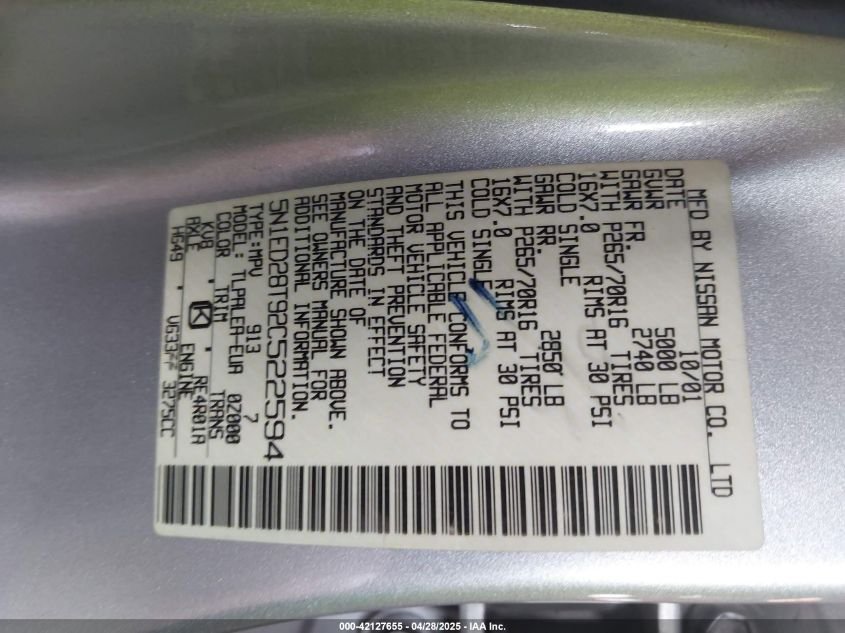 MFD BY NISSAN MOTOR CO. LTD
DATE 10/01
GVWR 5000 LB
GAWR FR. 2740 LB
WITH P265/70R16 TIRES
16X7.0 RIMS AT 30 PSI
COLD SINGLE
GAWR RR. 2850 LB
WITH P265/70R16 TIRES
16X7.0 RIMS AT 30 PSI
COLD SINGLE
THIS VEHICLE CONFORMS TO
ALL APPLICABLE FEDERAL
MOTOR VEHICLE SAFETY
AND THEFT PREVENTION
STANDARDS IN EFFECT
ON THE DATE OF
MANUFACTURE SHOWN ABOVE.
SEE OWNERS MANUAL FOR
ADDITIONAL INFORMATION.
5N1ED28T92C522594
TYPE:MPV 913 7
MODEL: TLPALEA-EUA 0Z000
COLOR TRIM TRANS
KV8 K RE4R01A
AXLE ENGINE
HG49 VG33 3275CC
000-42127655 - 04/28/2025 - IAA Inc.